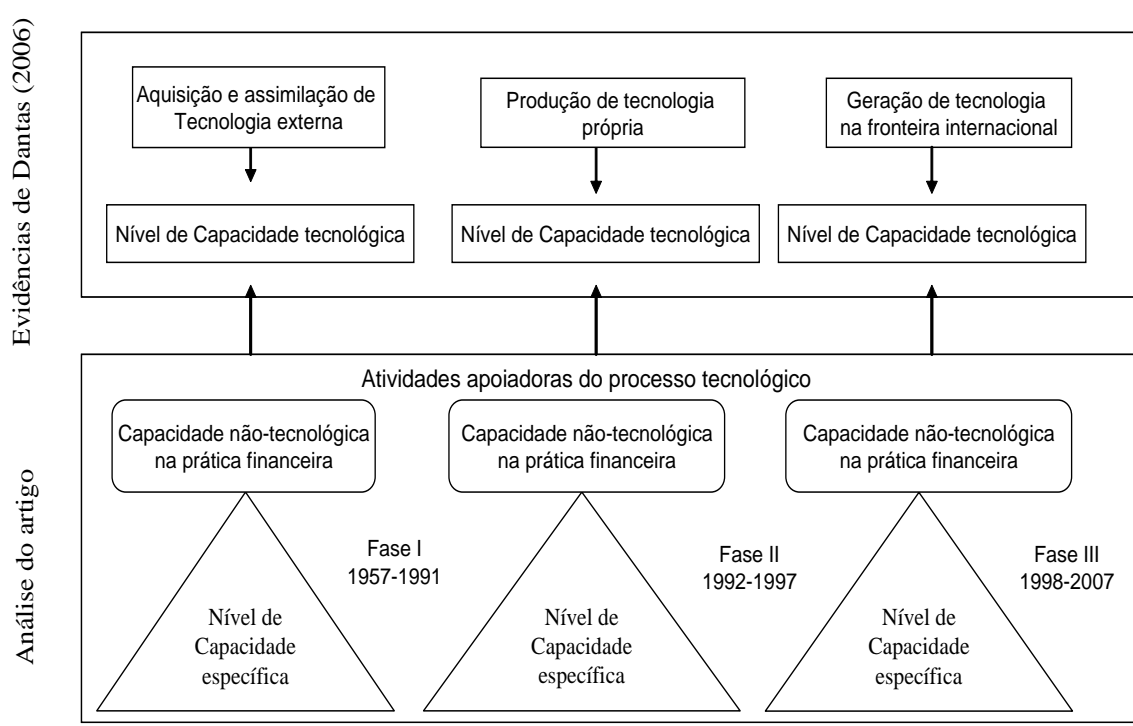 Evidências de Dantas (2006)
Aquisição e assimilação de
Tecnologia externa
Produção de tecnologia
própria
Geração de tecnologia
na fronteira internacional
Nível de Capacidade tecnológica
Nível de Capacidade tecnológica
Nível de Capacidade tecnológica
Análise do artigo
Atividades apoiadoras do processo tecnológico
Capacidade não-tecnológica
na prática financeira
Capacidade não-tecnológica
na prática financeira
Capacidade não-tecnológica
na prática financeira
Fase I
1957-1991
Fase II
1992-1997
Fase III
1998-2007
Nível de
Capacidade
específica
Nível de
Capacidade
específica
Nível de
Capacidade
específica